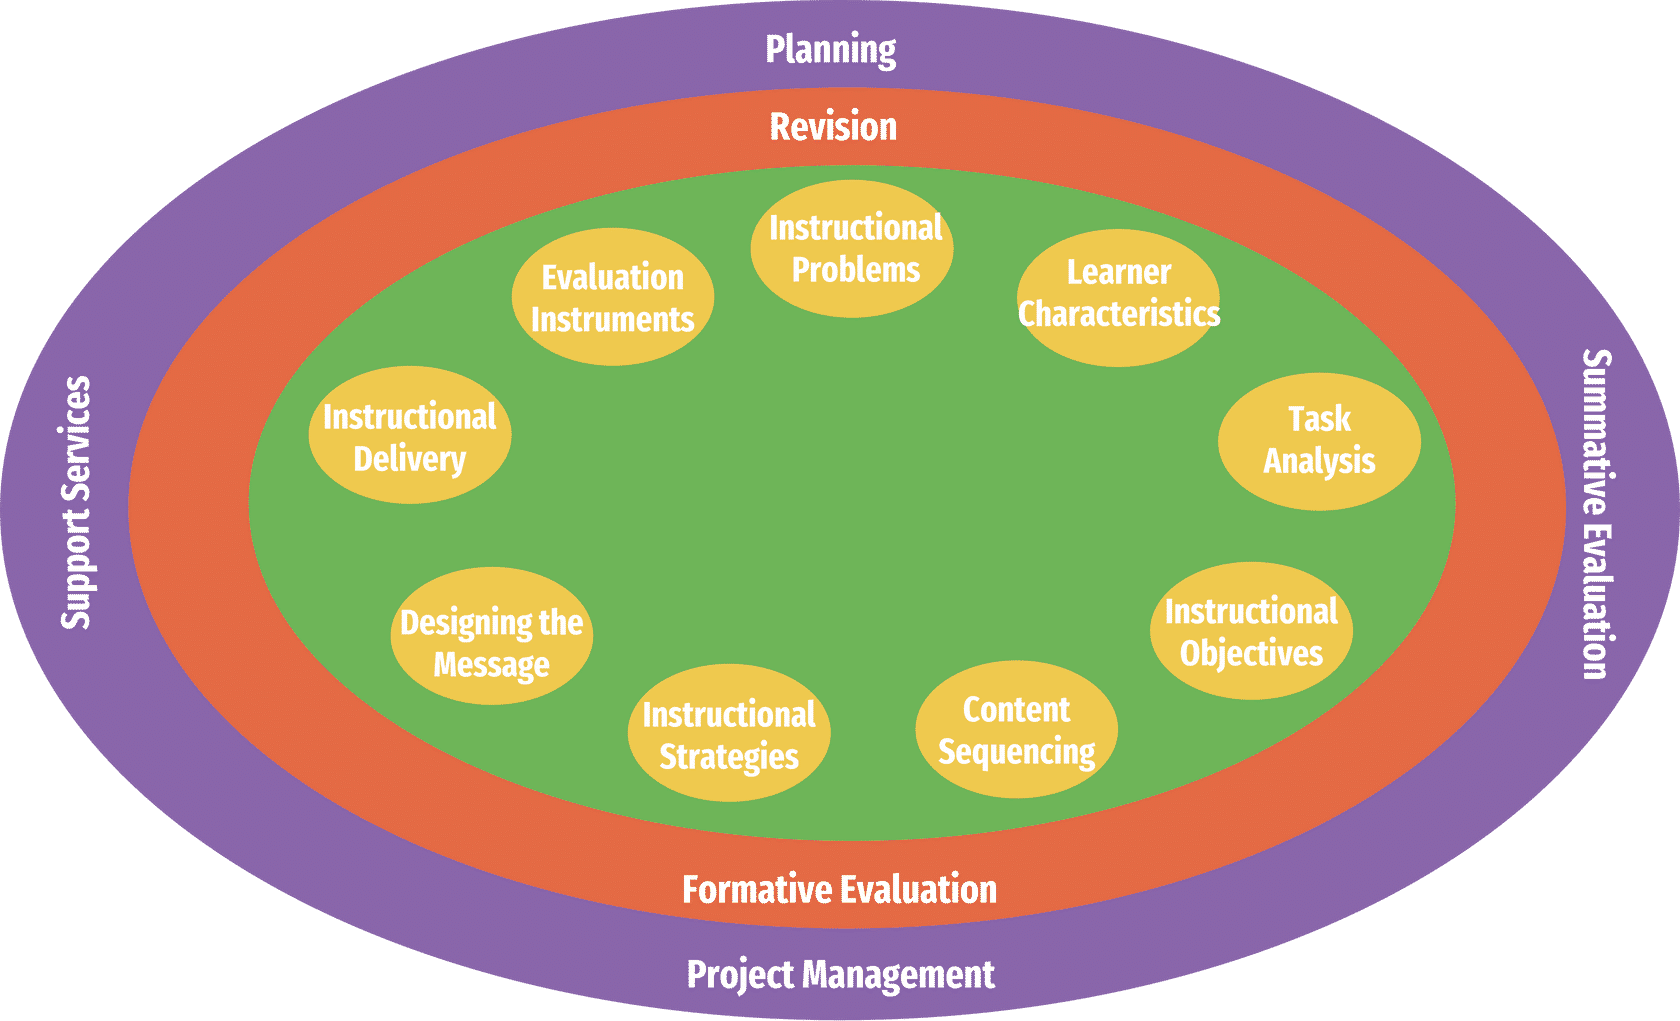 Planning
Revision
Instructional
Problems
Evaluation
Instruments
Learner
Characteristics
Instructional
Delivery
Task
Analysis
Support Services
Summative Evaluation
Designing the
Message
Instructional
Objectives
Instructional
Strategies
Content
Sequencing
Formative Evaluation
Project Management